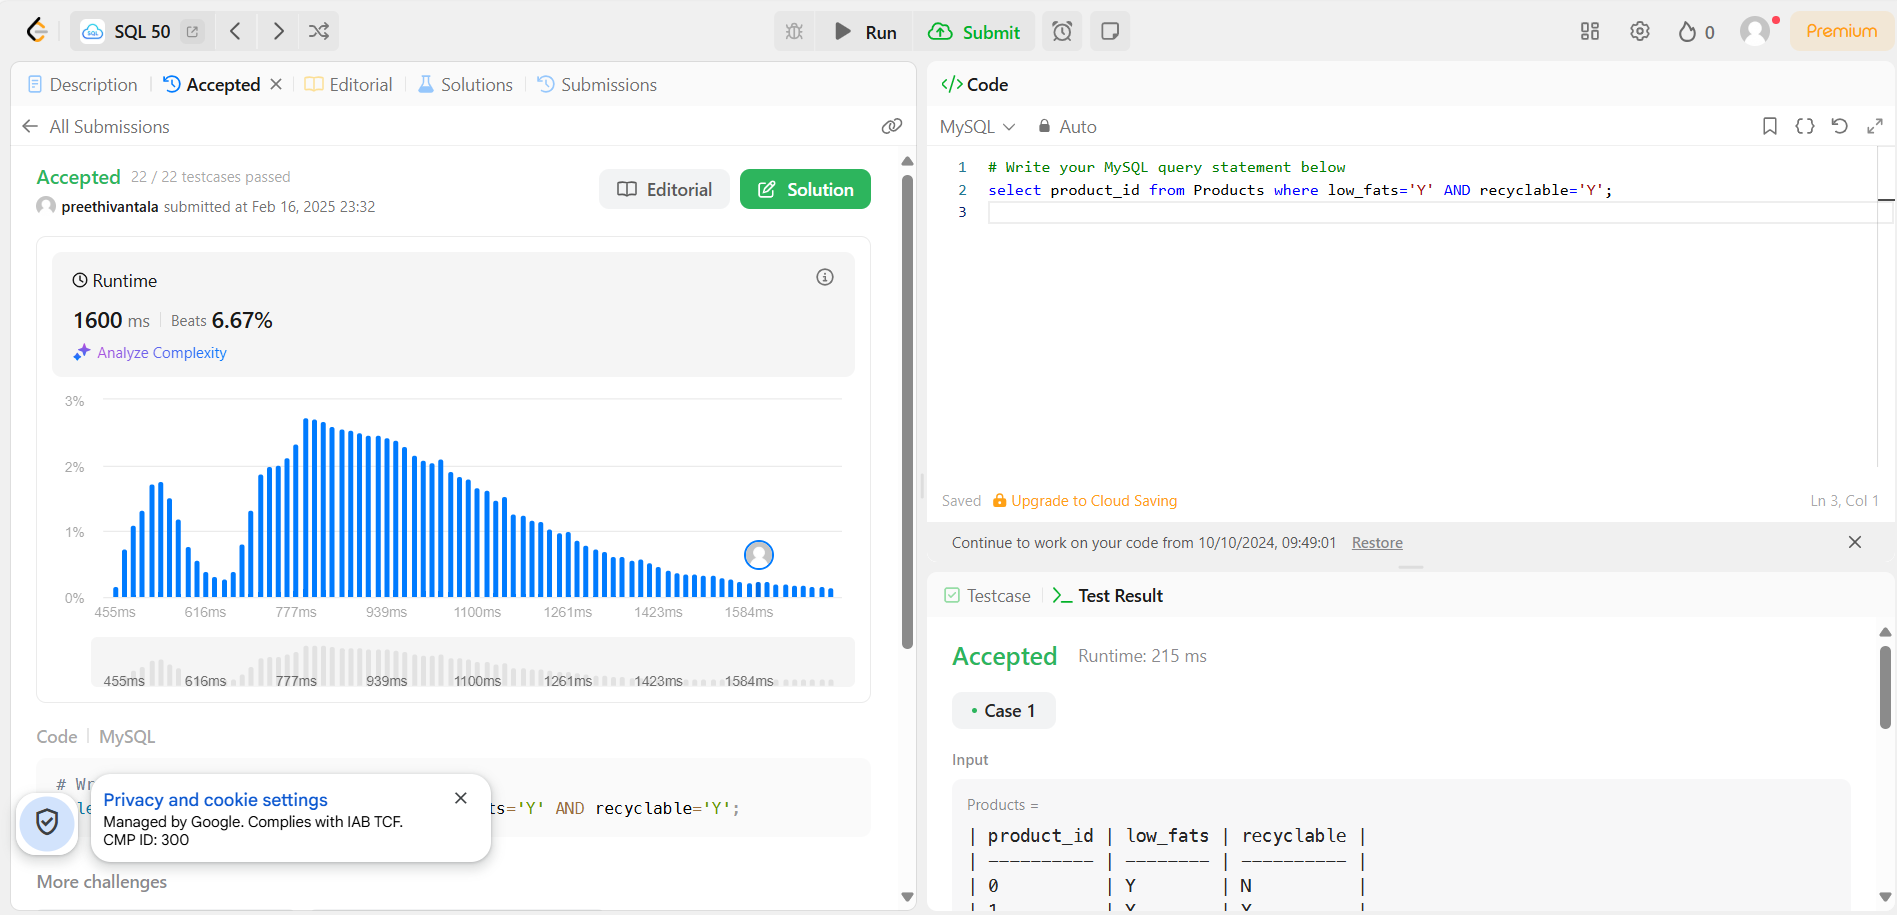 SQL 50
Run
Submit
0
Premium
Description
Accepted
Editorial
Solutions
Submissions
All Submissions
Accepted 22 / 22 testcases passed
preethivantala submitted at Feb 16, 2025 23:32
Editorial
Solution
Runtime
1600 ms Beats 6.67%
Analyze Complexity
3%
2%
1%
0%
455ms 616ms 777ms 939ms 1100ms 1261ms 1423ms 1584ms
455ms 616ms 777ms 939ms 1100ms 1261ms 1423ms 1584ms
Code MySQL
# Wr
ts='Y' AND recyclable='Y';
Privacy and cookie settings
Managed by Google. Complies with IAB TCF.
CMP ID: 300
More challenges
</> Code
MySQL Auto
1 # Write your MySQL query statement below
2 select product_id from Products where low_fats='Y' AND recyclable='Y';
3
Saved Upgrade to Cloud Saving
Ln 3, Col 1
Continue to work on your code from 10/10/2024, 09:49:01 Restore
Testcase
Test Result
Accepted Runtime: 215 ms
• Case 1
Input
Products =
| product_id | low_fats | recyclable |
| ---------- | -------- | ---------- |
| 0 | Y | N |